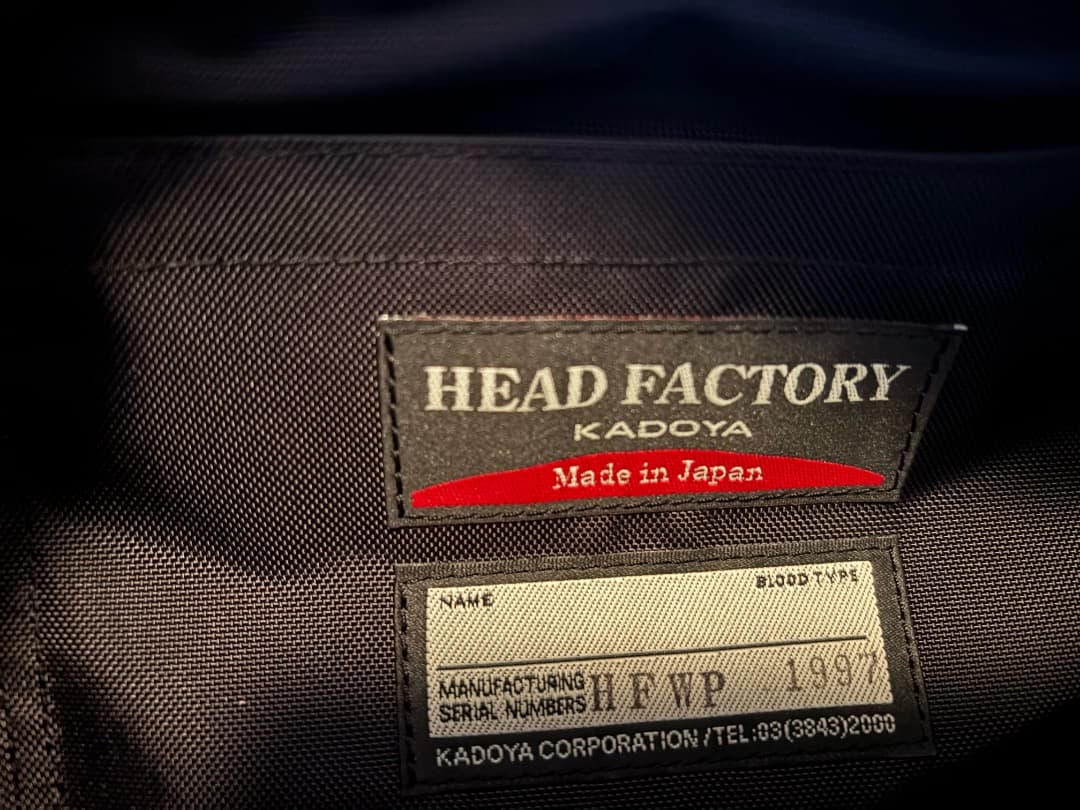 HEAD FACTORY
KADOYA
Made in Japan
NAME BLOOD TYPE
MANUFACTURING
SERIAL NUMBERS HFWP 1997
KADOYA CORPORATION/TEL:03(3843)2000